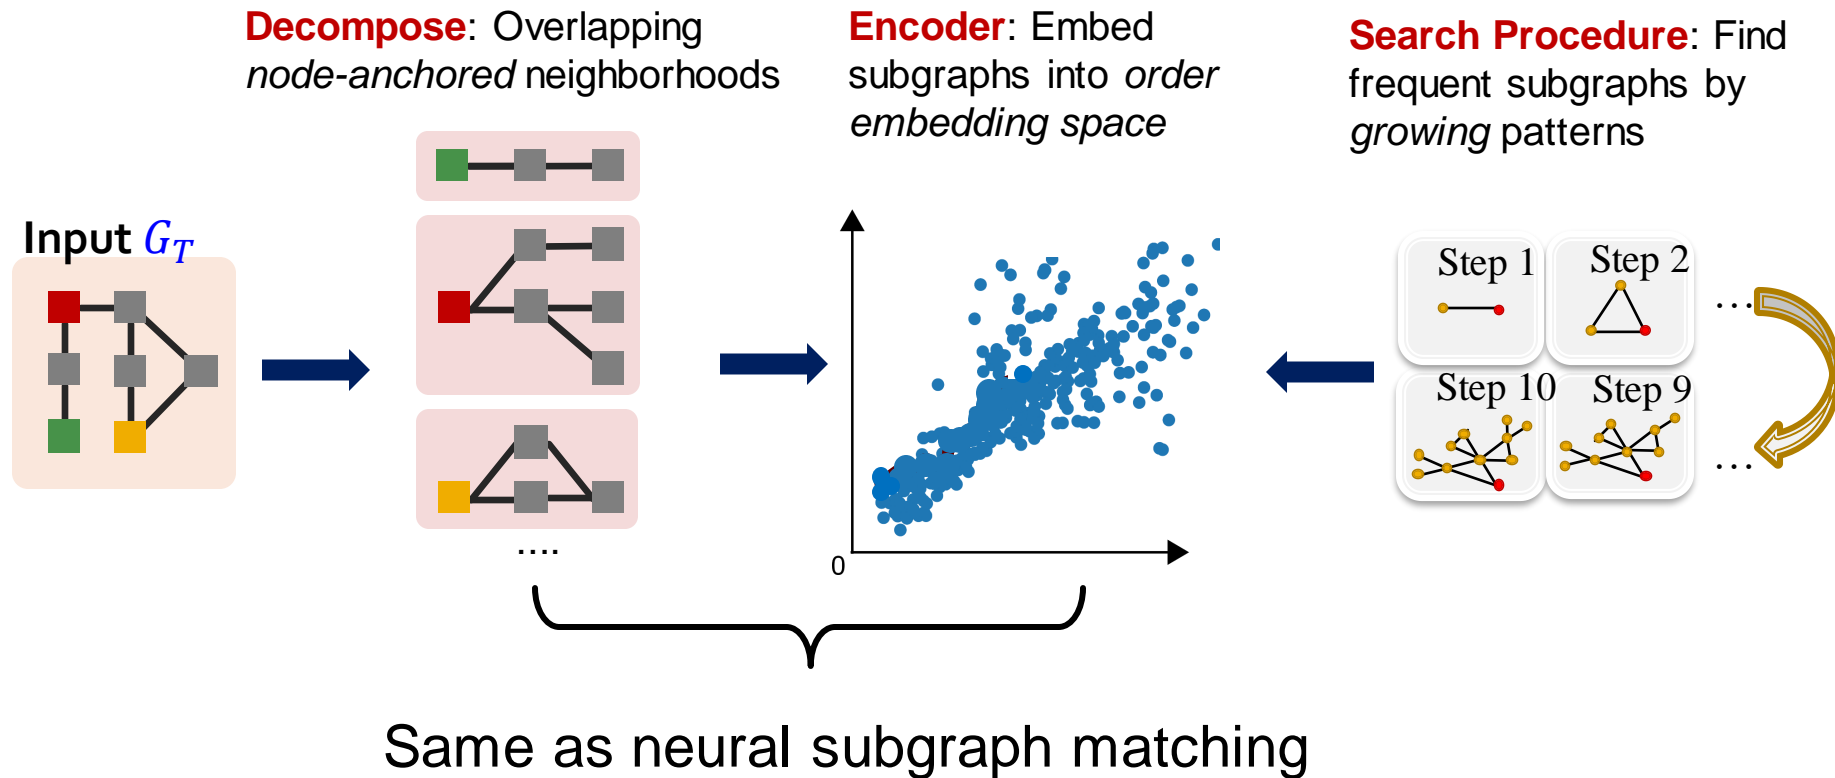 Decompose: Overlapping
node-anchored neighborhoods
Encoder: Embed
subgraphs into order
embedding space
Search Procedure: Find
frequent subgraphs by
growing patterns
Input G_T
Step 1
Step 2
...
Step 10
Step 9
...
....
0
Same as neural subgraph matching